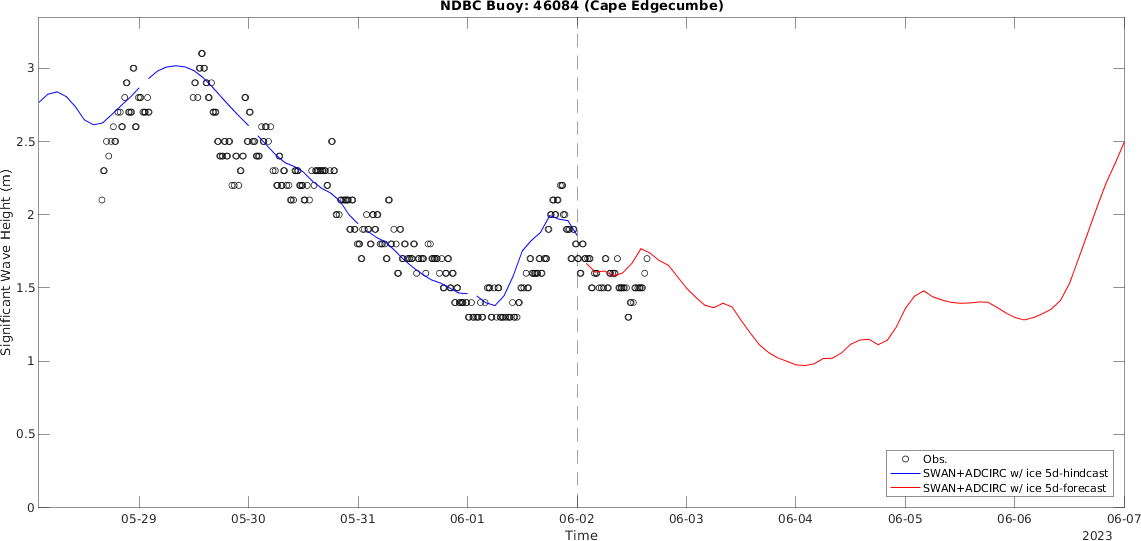 NDBC Buoy: 46084 (Cape Edgecumbe)
Significant Wave Height (m)
3
2.5
2
1.5
1
0.5
0
Obs.
SWAN+ADCIRC w/ ice 5d-hindcast
SWAN+ADCIRC w/ ice 5d-forecast
05-29 05-30 05-31 06-01 06-02 06-03 06-04 06-05 06-06 06-07
Time
2023